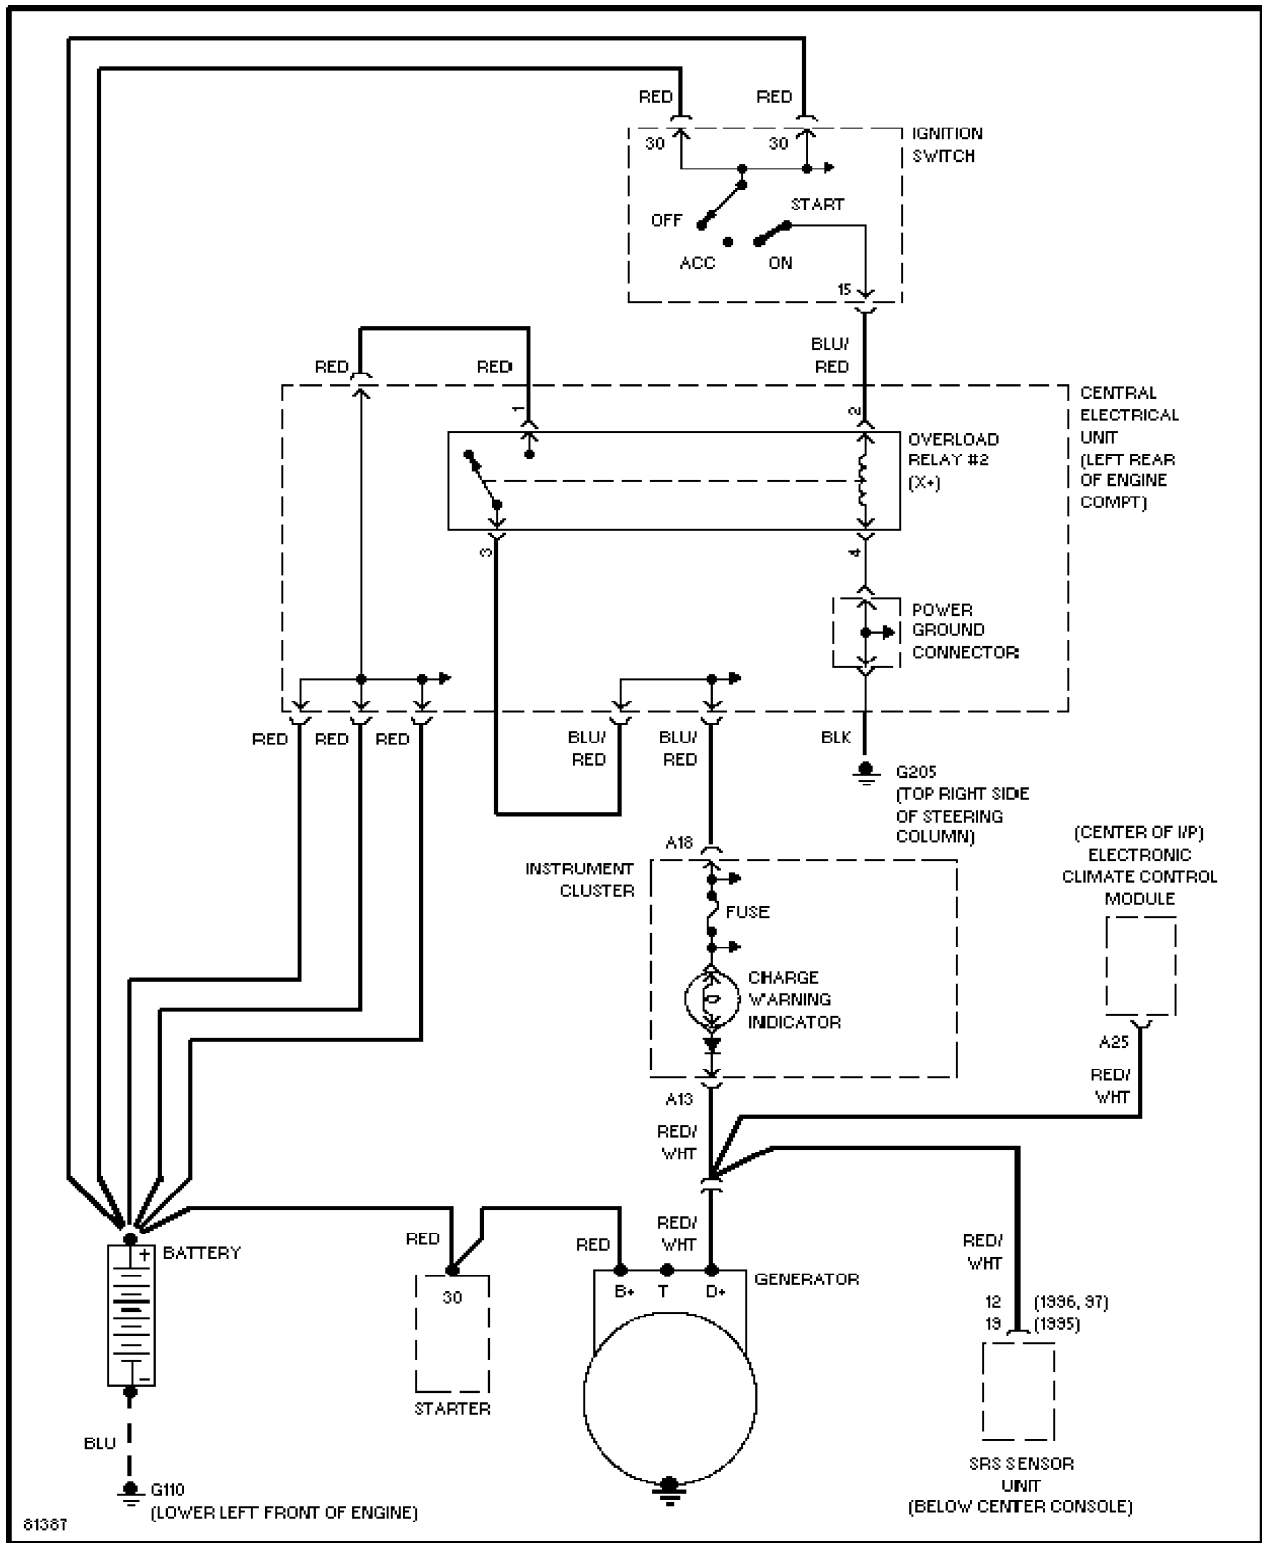 RED
RED
30
30
IGNITION
SWITCH
START
OFF
ACC
ON
15
BLU/
RED
RED
RED
1
2
CENTRAL
ELECTRICAL
UNIT
(LEFT REAR
OF ENGINE
COMPT)
OVERLOAD
RELAY #2
(X+)
3
4
POWER
GROUND
CONNECTOR
RED
RED
RED
BLU/
RED
BLU/
RED
BLK
G205
(TOP RIGHT SIDE
OF STEERING
COLUMN)
A18
INSTRUMENT
CLUSTER
FUSE
CHARGE
WARNING
INDICATOR
(CENTER OF I/P)
ELECTRONIC
CLIMATE CONTROL
MODULE
A25
RED/
WHT
A13
RED/
WHT
RED
RED
RED/
WHT
RED/
WHT
BATTERY
+
-
30
STARTER
B+
T
D+
GENERATOR
12 (1996, 97)
19 (1995)
SRS SENSOR
UNIT
(BELOW CENTER CONSOLE)
BLU
G110
(LOWER LEFT FRONT OF ENGINE)
81387